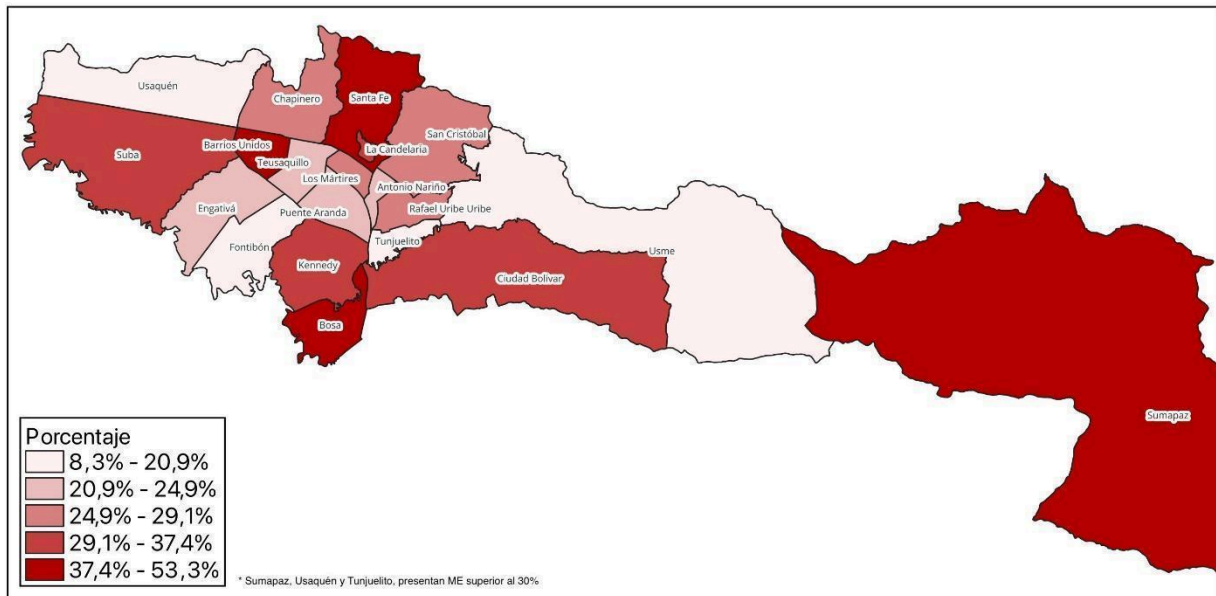 Usaquén
Chapinero
Santa Fe
San Cristóbal
Barrios Unidos
La Candelaria
Suba
Teusaquillo
Los Mártires
Antonio Nariño
Engativá
Puente Aranda
Rafael Uribe Uribe
Fontibón
Tunjuelito
Usme
Kennedy
Ciudad Bolivar
Bosa
Sumapaz
Porcentaje
8,3% - 20,9%
20,9% - 24,9%
24,9% - 29,1%
29,1% - 37,4%
37,4% - 53,3%
* Sumapaz, Usaquén y Tunjuelito, presentan ME superior al 30%